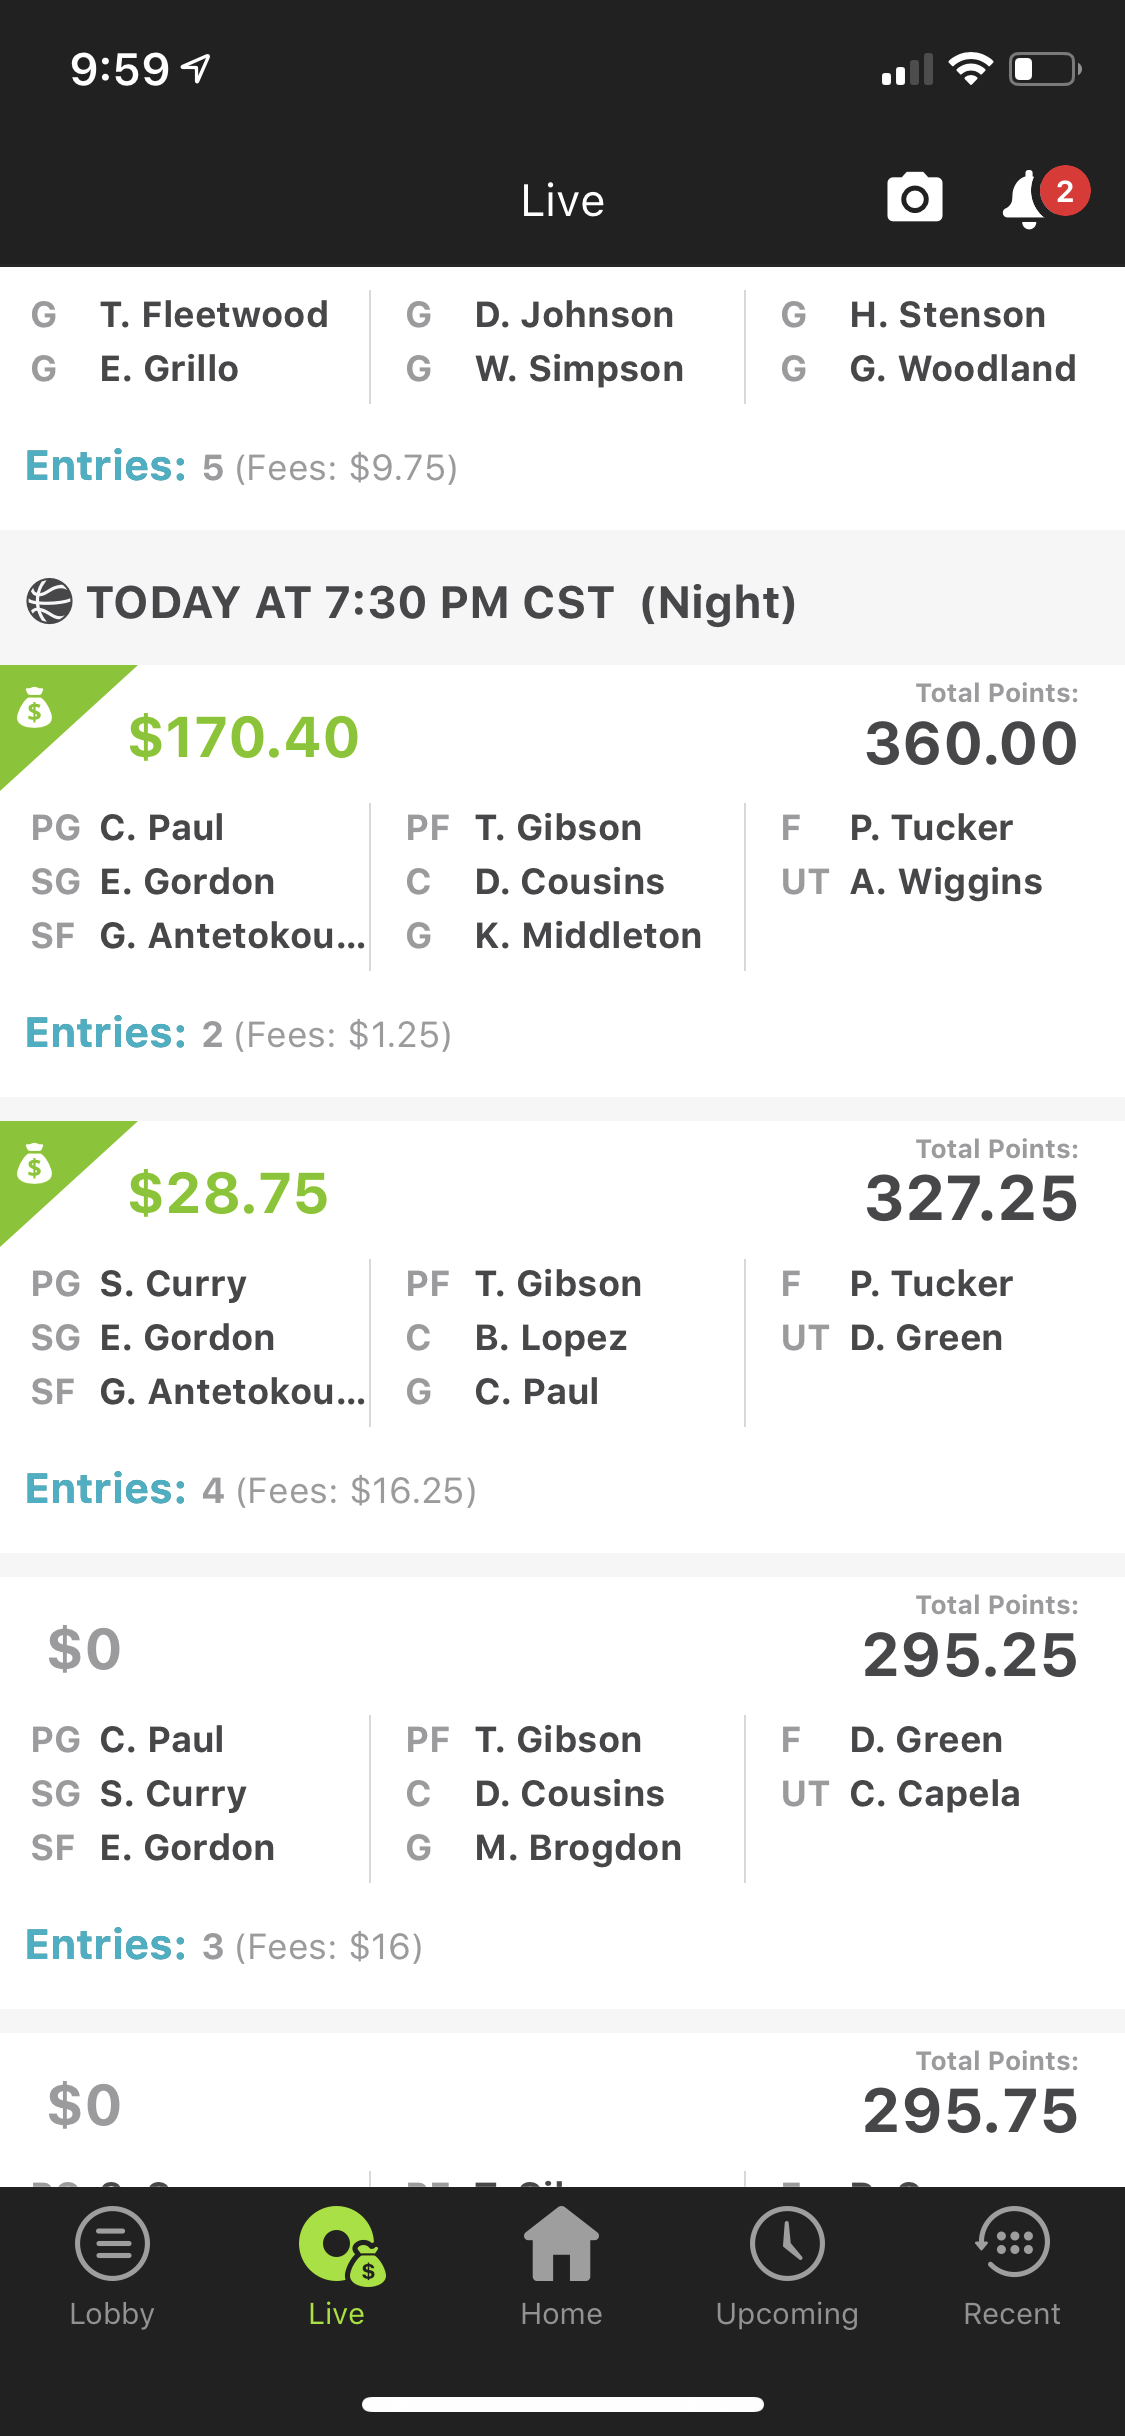 9:59
Live
2
G T. Fleetwood G D. Johnson G H. Stenson
G E. Grillo G W. Simpson G G. Woodland
Entries: 5 (Fees: $9.75)
TODAY AT 7:30 PM CST (Night)
Total Points:
$170.40 360.00
PG C. Paul PF T. Gibson F P. Tucker
SG E. Gordon C D. Cousins UT A. Wiggins
SF G. Antetokou... G K. Middleton
Entries: 2 (Fees: $1.25)
Total Points:
$28.75 327.25
PG S. Curry PF T. Gibson F P. Tucker
SG E. Gordon C B. Lopez UT D. Green
SF G. Antetokou... G C. Paul
Entries: 4 (Fees: $16.25)
Total Points:
$0 295.25
PG C. Paul PF T. Gibson F D. Green
SG S. Curry C D. Cousins UT C. Capela
SF E. Gordon G M. Brogdon
Entries: 3 (Fees: $16)
Total Points:
$0 295.75
Lobby Live Home Upcoming Recent